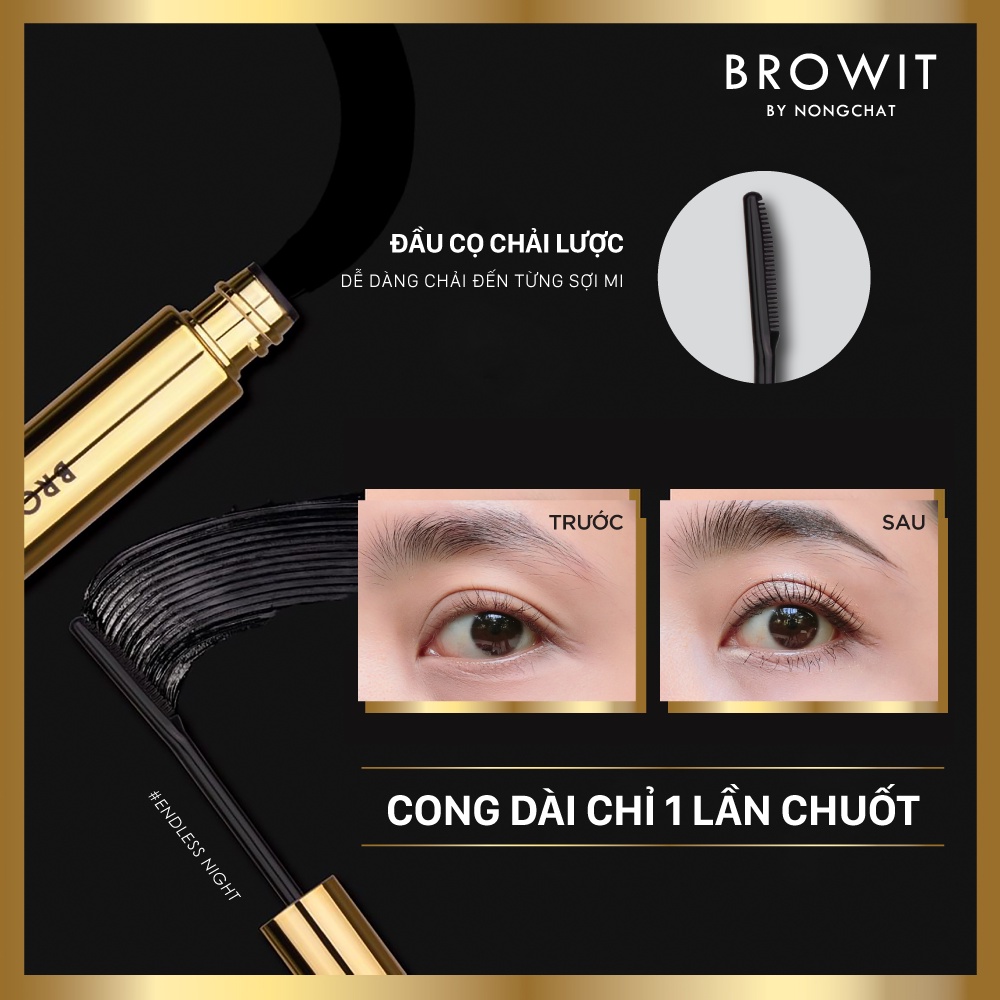 BROWIT
BY NONGCHAT
ĐẦU CỌ CHẢI LƯỢC
DỄ DÀNG CHẢI ĐẾN TỪNG SỢI MI
BRO
TRƯỚC
SAU
CONG DÀI CHỈ 1 LẦN CHUỐT
#ENDLESS NIGHT